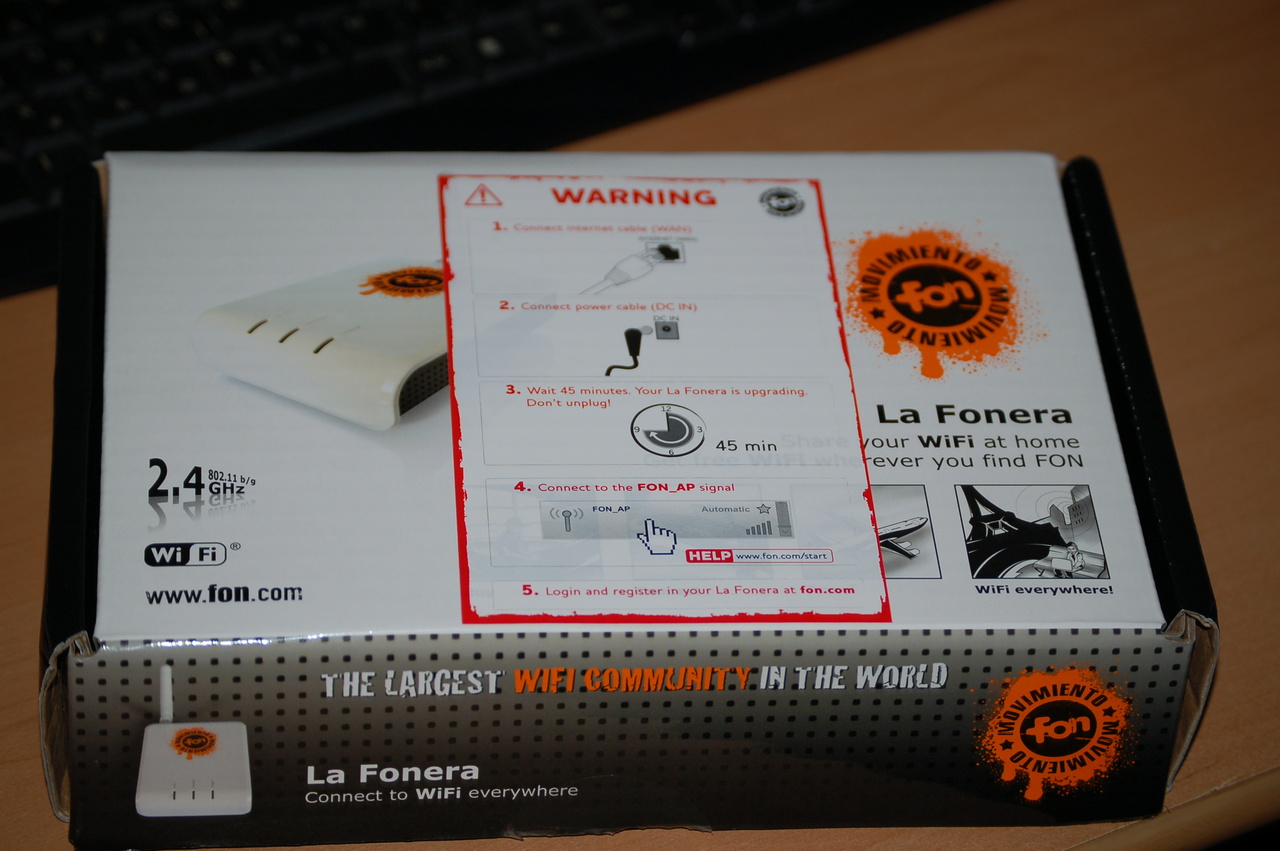 WARNING
fon
1. Connect internet cable (WAN)
2. Connect power cable (DC IN)
DC IN
3. Wait 45 minutes. Your La Fonera is upgrading.
Don't unplug!
12
9 3
6
45 min
4. Connect to the FON_AP signal
FON_AP Automatic
HELP www.fon.com/start
5. Login and register in your La Fonera at fon.com
MOVIMIENTO
fon
MOVIMIENTO
La Fonera
Share your WiFi at home
free WiFi wherever you find FON
WiFi everywhere!
2.4 GHz
802.11 b/g
Wi Fi ®
www.fon.com
THE LARGEST WIFI COMMUNITY IN THE WORLD
La Fonera
Connect to WiFi everywhere
MOVIMIENTO
fon
MOVIMIENTO